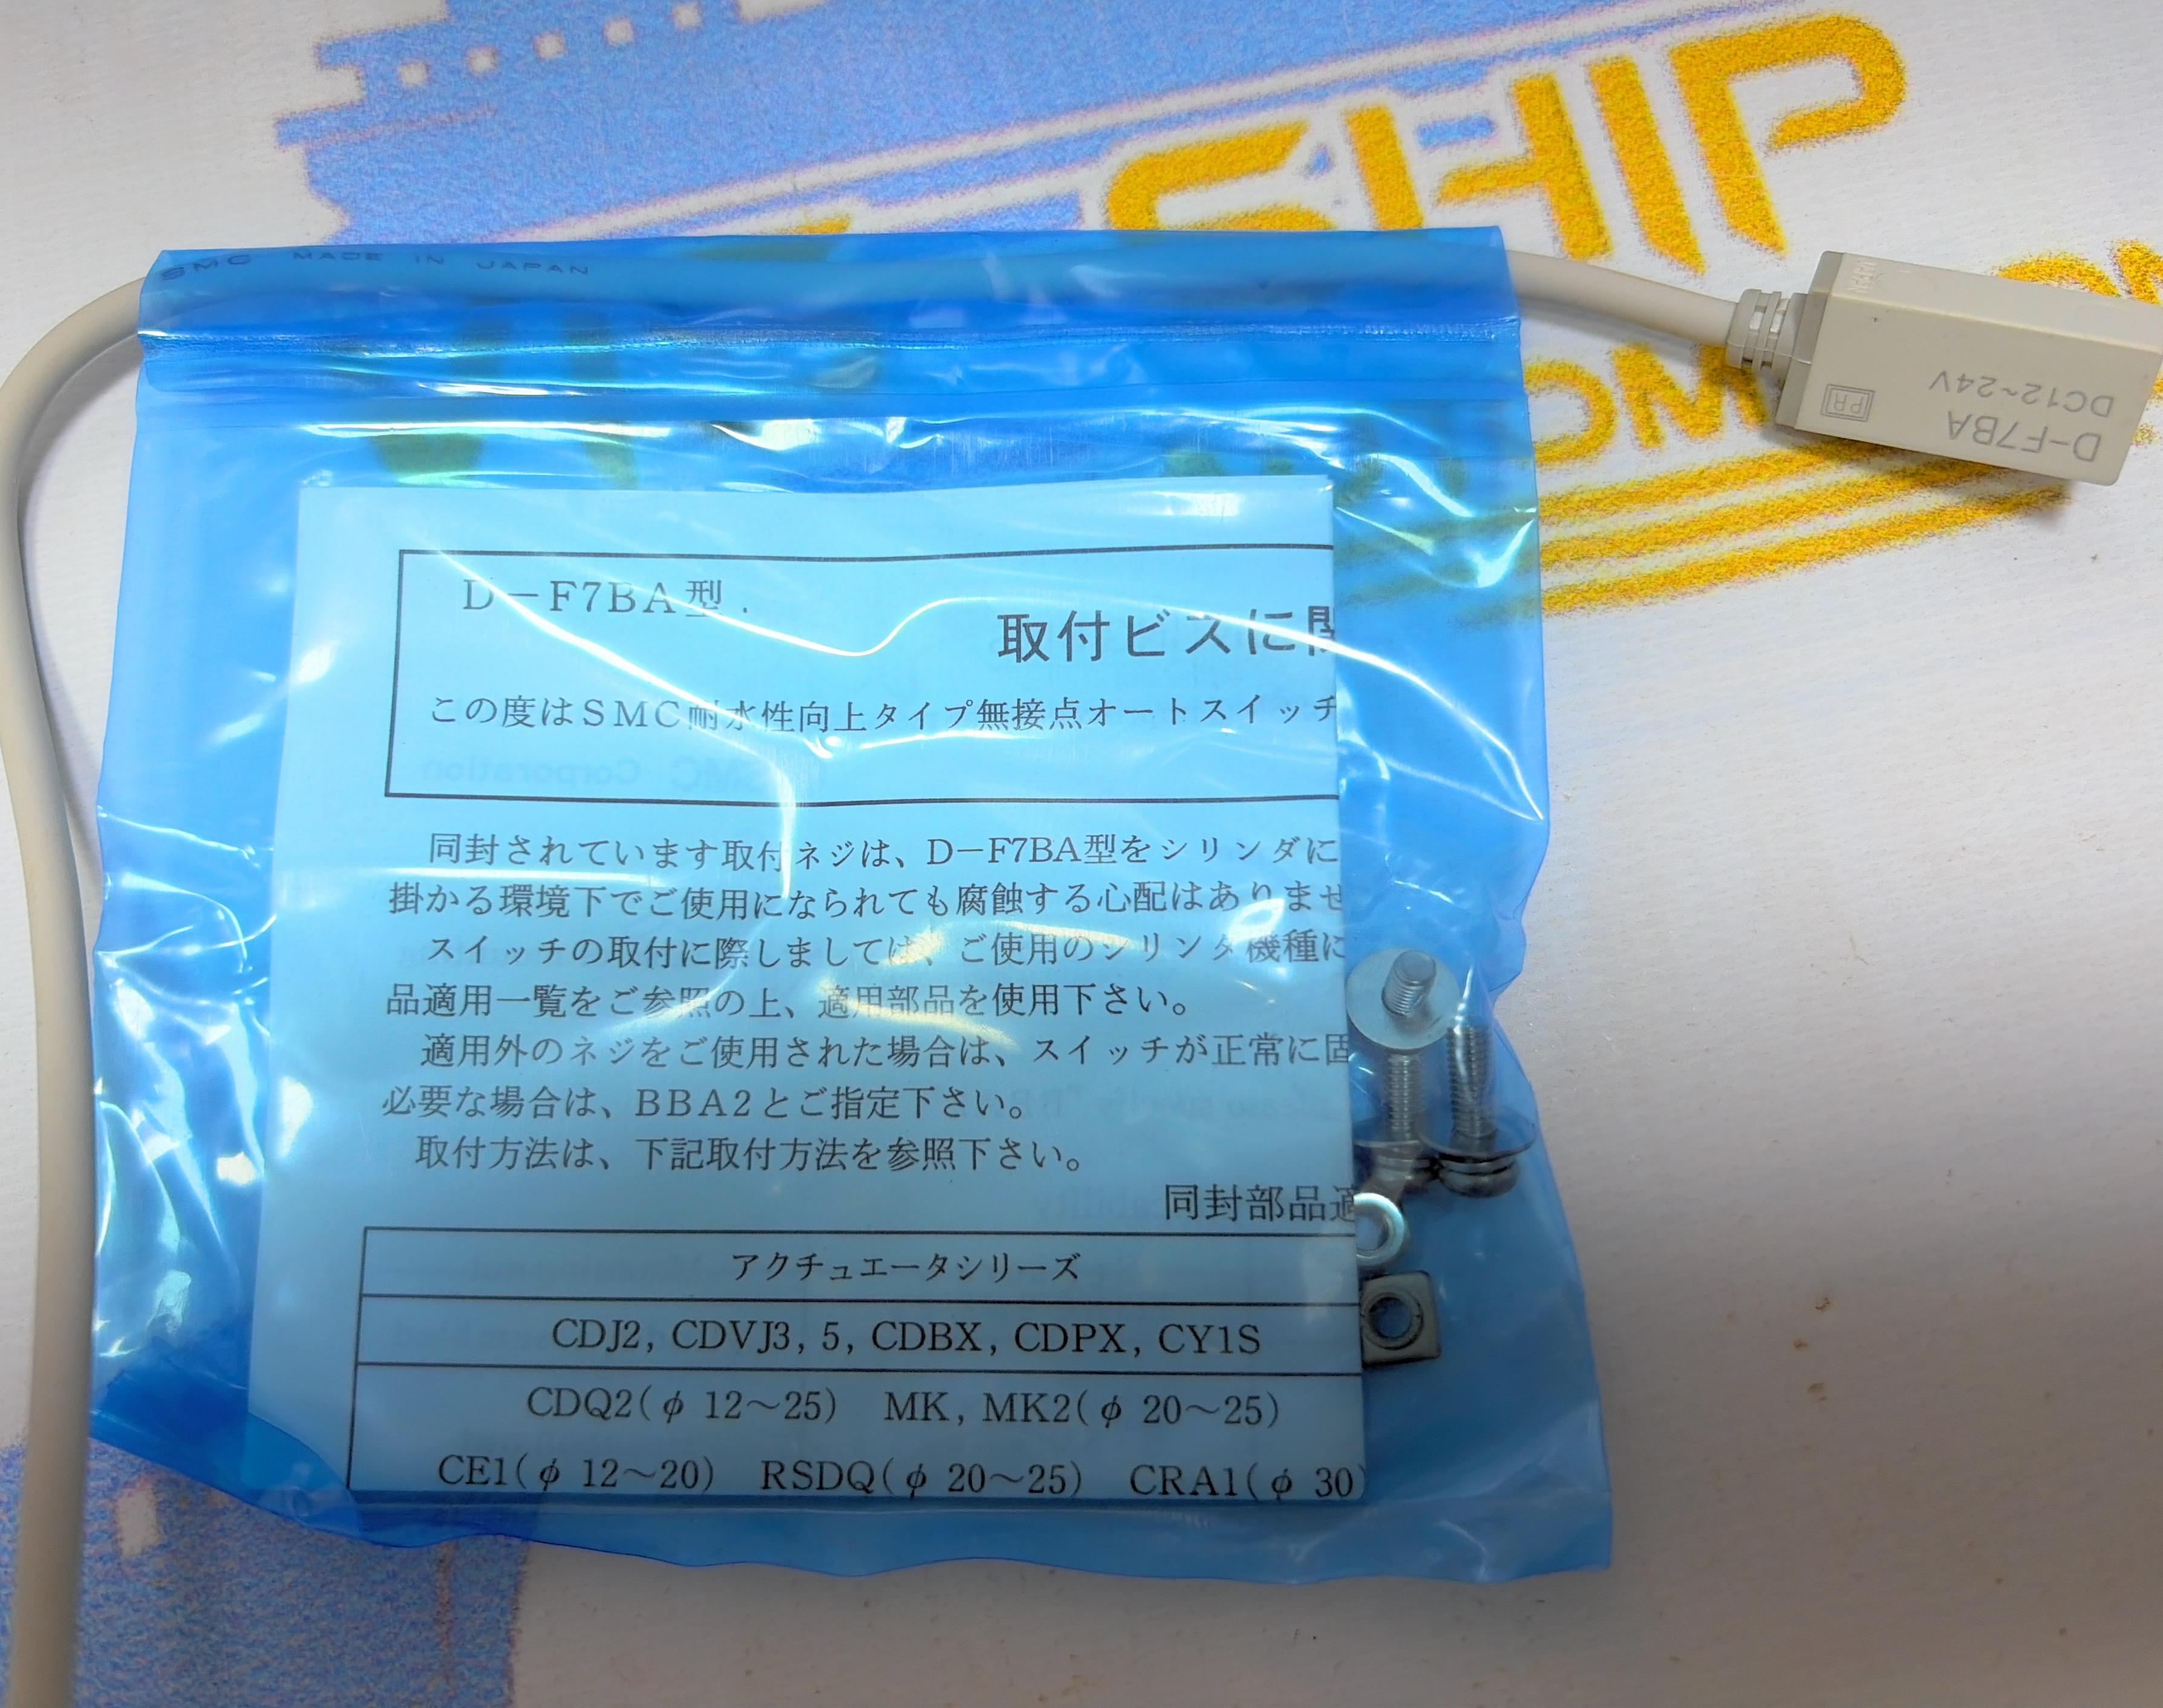 SHIP
SMC MADE IN JAPAN
DC12~24V
D-F7BA
D－F7BA型.
取付ビスに関
この度はSMC耐水性向上タイプ無接点オートスイッチ
SMC Corporation
同封されています取付ネジは、D－F7BA型をシリンダに
掛かる環境下でご使用になられても腐蝕する心配はありませ
スイッチの取付に際しましては、ご使用のシリンダ機種に
品適用一覧をご参照の上、適用部品を使用下さい。
適用外のネジをご使用された場合は、スイッチが正常に固
必要な場合は、BBA2とご指定下さい。
取付方法は、下記取付方法を参照下さい。
同封部品適
アクチュエータシリーズ
CDJ2, CDVJ3, 5, CDBX, CDPX, CY1S
CDQ2(φ 12～25) MK, MK2(φ 20～25)
CE1(φ 12～20) RSDQ(φ 20～25) CRA1(φ 30)